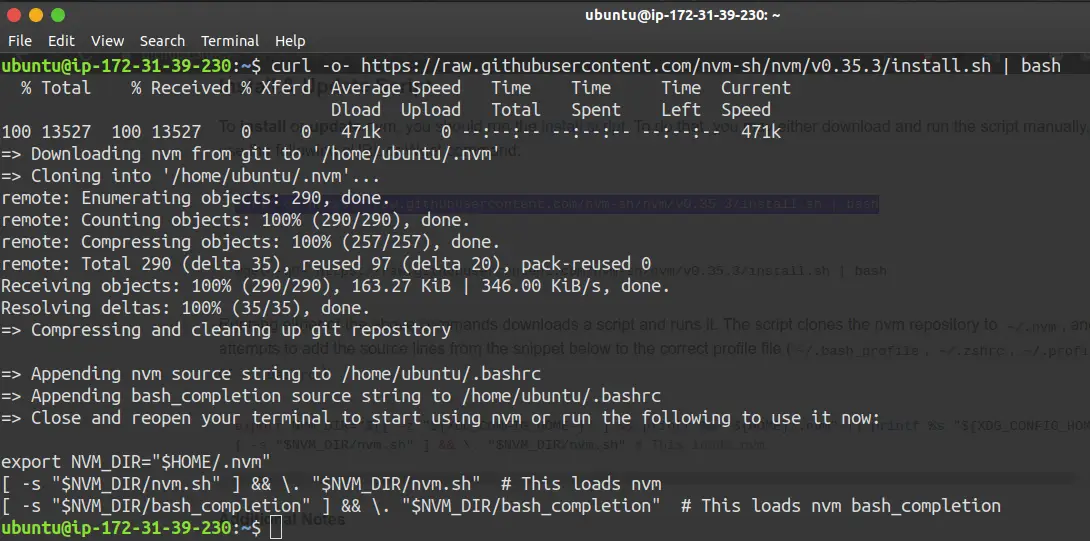 ubuntu@ip-172-31-39-230: ~
File Edit View Search Terminal Help
ubuntu@ip-172-31-39-230:~$ curl -o- https://raw.githubusercontent.com/nvm-sh/nvm/v0.35.3/install.sh | bash
% Total % Received % Xferd Average Speed Time Time Time Current
Dload Upload Total Spent Left Speed
100 13527 100 13527 0 0 471k 0 --:--:-- --:--:-- --:--:-- 471k
=> Downloading nvm from git to '/home/ubuntu/.nvm'
=> Cloning into '/home/ubuntu/.nvm'...
remote: Enumerating objects: 290, done.
remote: Counting objects: 100% (290/290), done.
remote: Compressing objects: 100% (257/257), done.
remote: Total 290 (delta 35), reused 97 (delta 20), pack-reused 0
Receiving objects: 100% (290/290), 163.27 KiB | 346.00 KiB/s, done.
Resolving deltas: 100% (35/35), done.
=> Compressing and cleaning up git repository
=> Appending nvm source string to /home/ubuntu/.bashrc
=> Appending bash_completion source string to /home/ubuntu/.bashrc
=> Close and reopen your terminal to start using nvm or run the following to use it now:
export NVM_DIR="$HOME/.nvm"
[ -s "$NVM_DIR/nvm.sh" ] && \. "$NVM_DIR/nvm.sh" # This loads nvm
[ -s "$NVM_DIR/bash_completion" ] && \. "$NVM_DIR/bash_completion" # This loads nvm bash_completion
ubuntu@ip-172-31-39-230:~$
Additional Notes